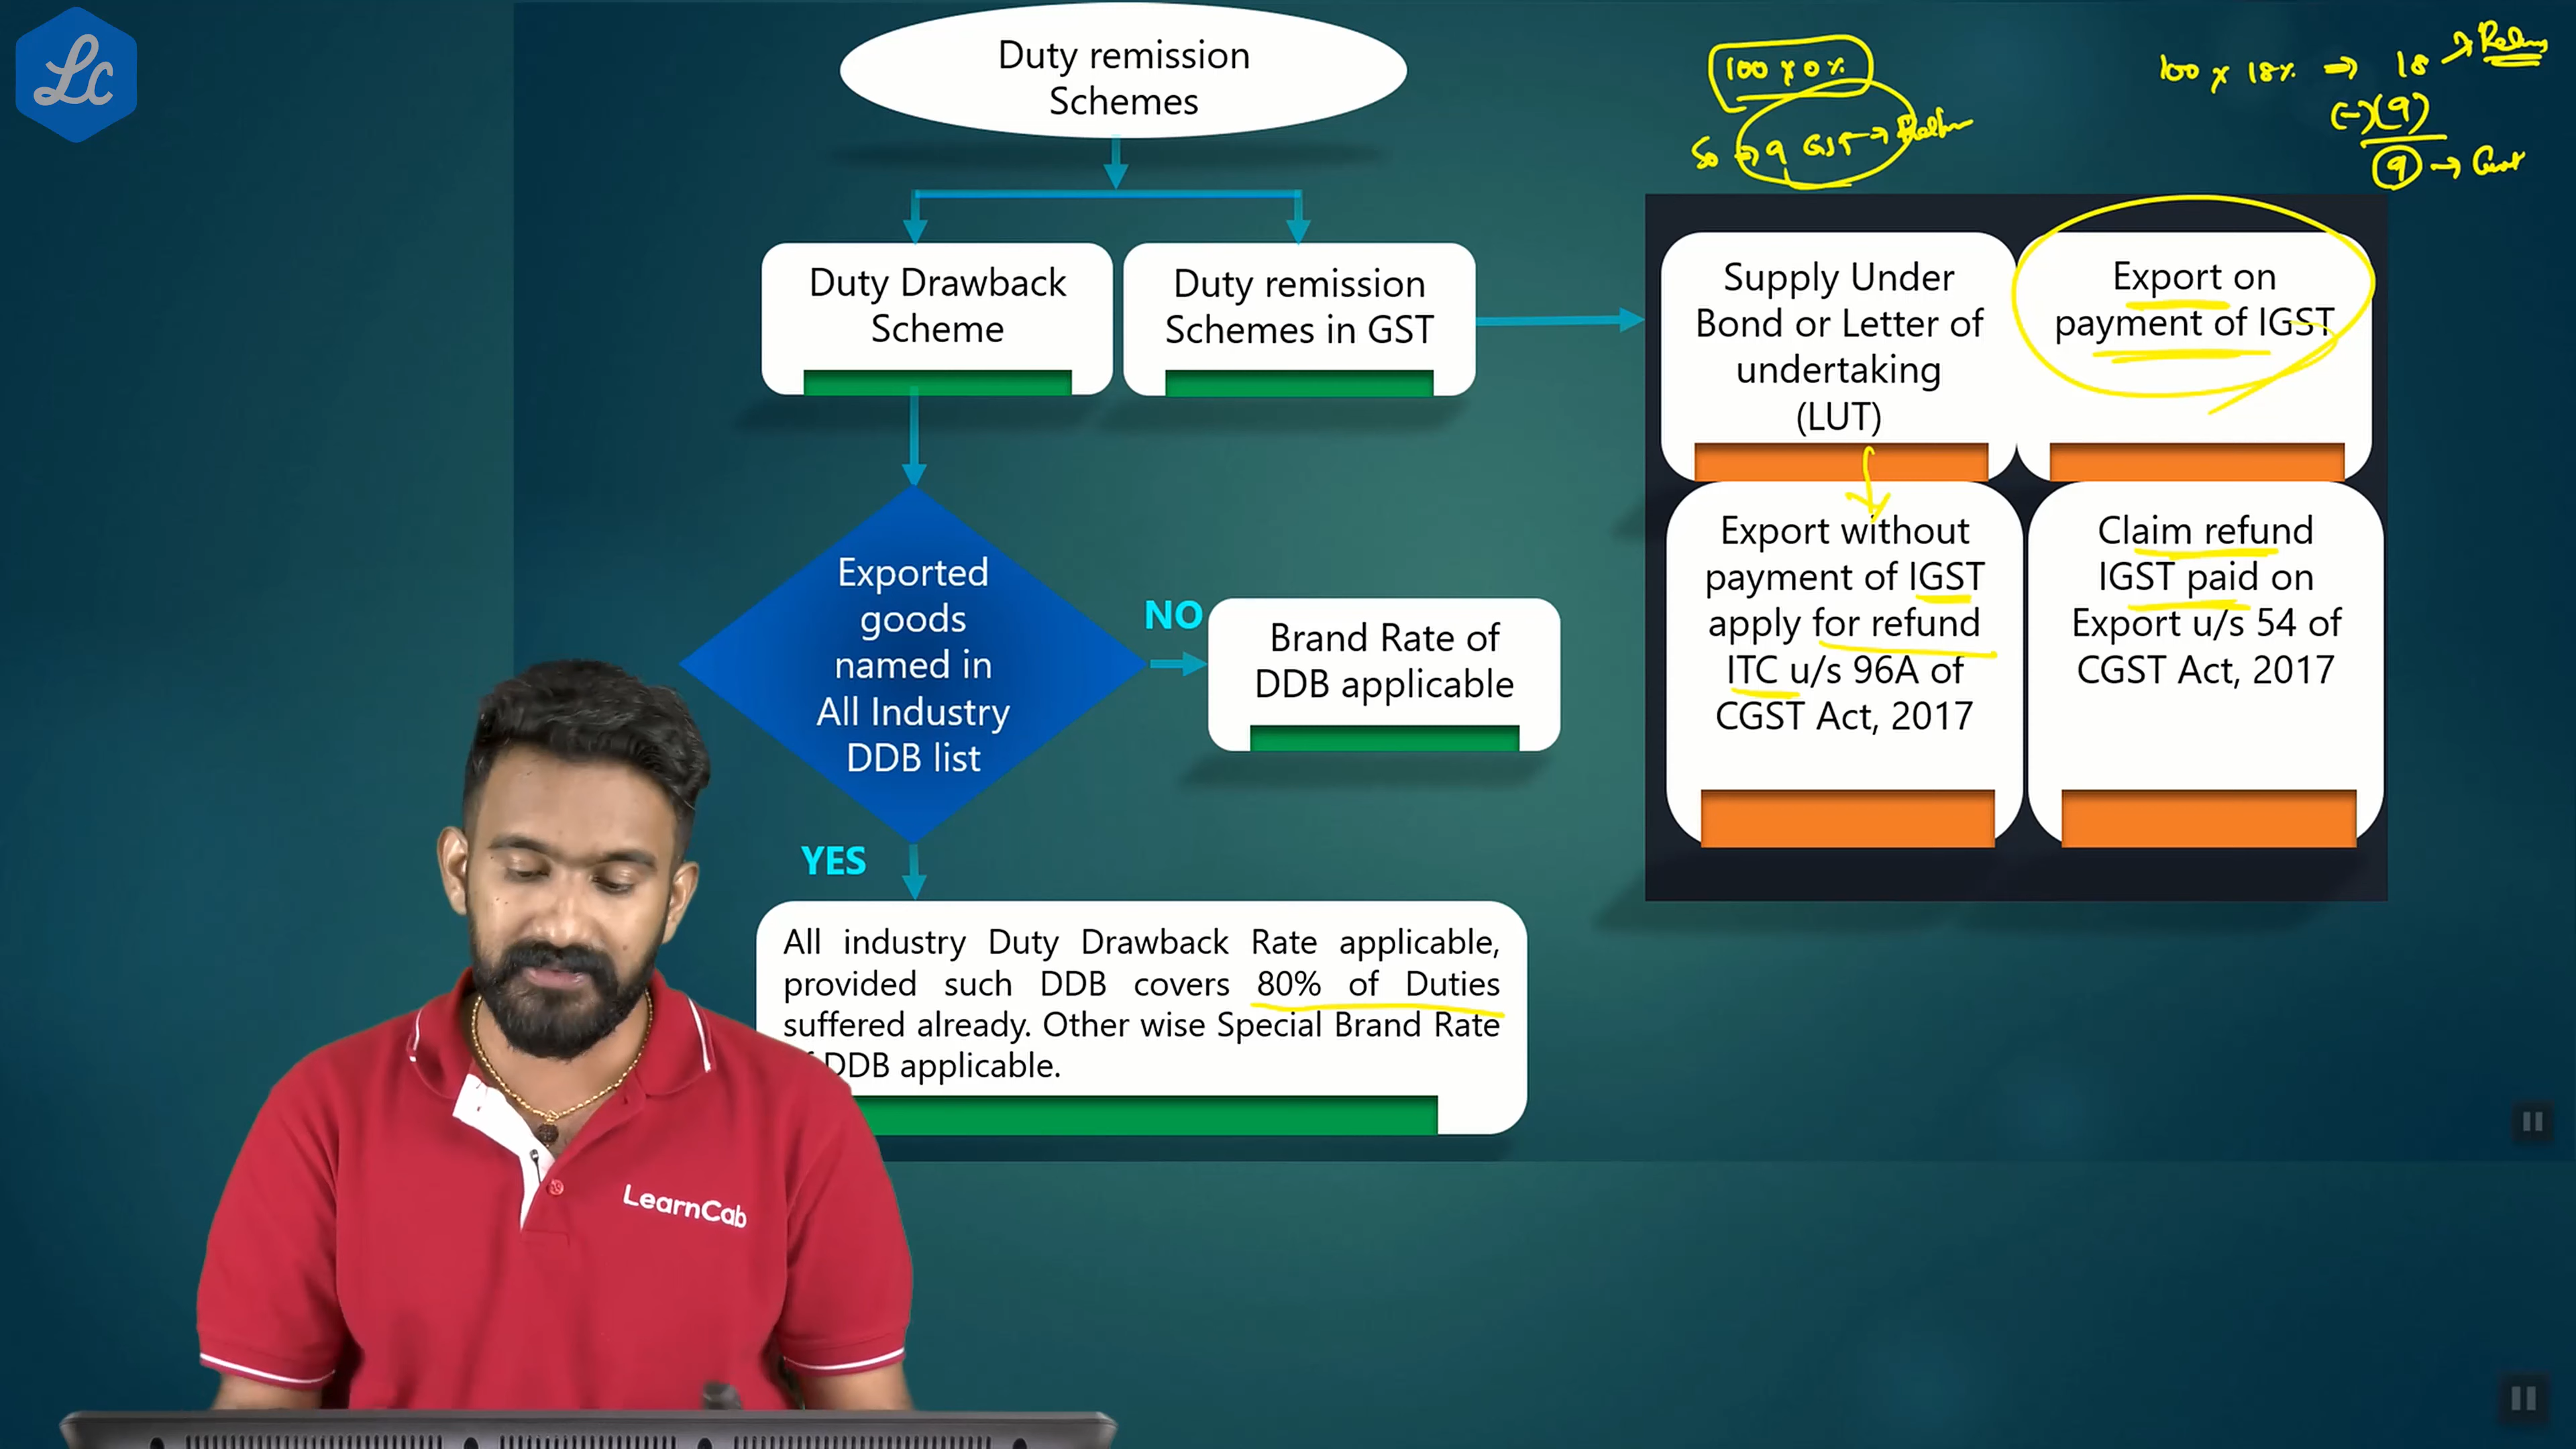 Lc
Duty remission
Schemes
100 x 0%
So → 9 GST →
100 x 18% → 18 →
(-)(9)
9 →
Duty Drawback
Scheme
Duty remission
Schemes in GST
Supply Under
Bond or Letter of
undertaking
(LUT)
Export on
payment of IGST
Exported
goods
named in
All Industry
DDB list
NO
Brand Rate of
DDB applicable
Export without
payment of IGST
apply for refund
ITC u/s 96A of
CGST Act, 2017
Claim refund
IGST paid on
Export u/s 54 of
CGST Act, 2017
YES
All industry Duty Drawback Rate applicable,
provided such DDB covers 80% of Duties
suffered already. Other wise Special Brand Rate
DDB applicable.
LearnCab